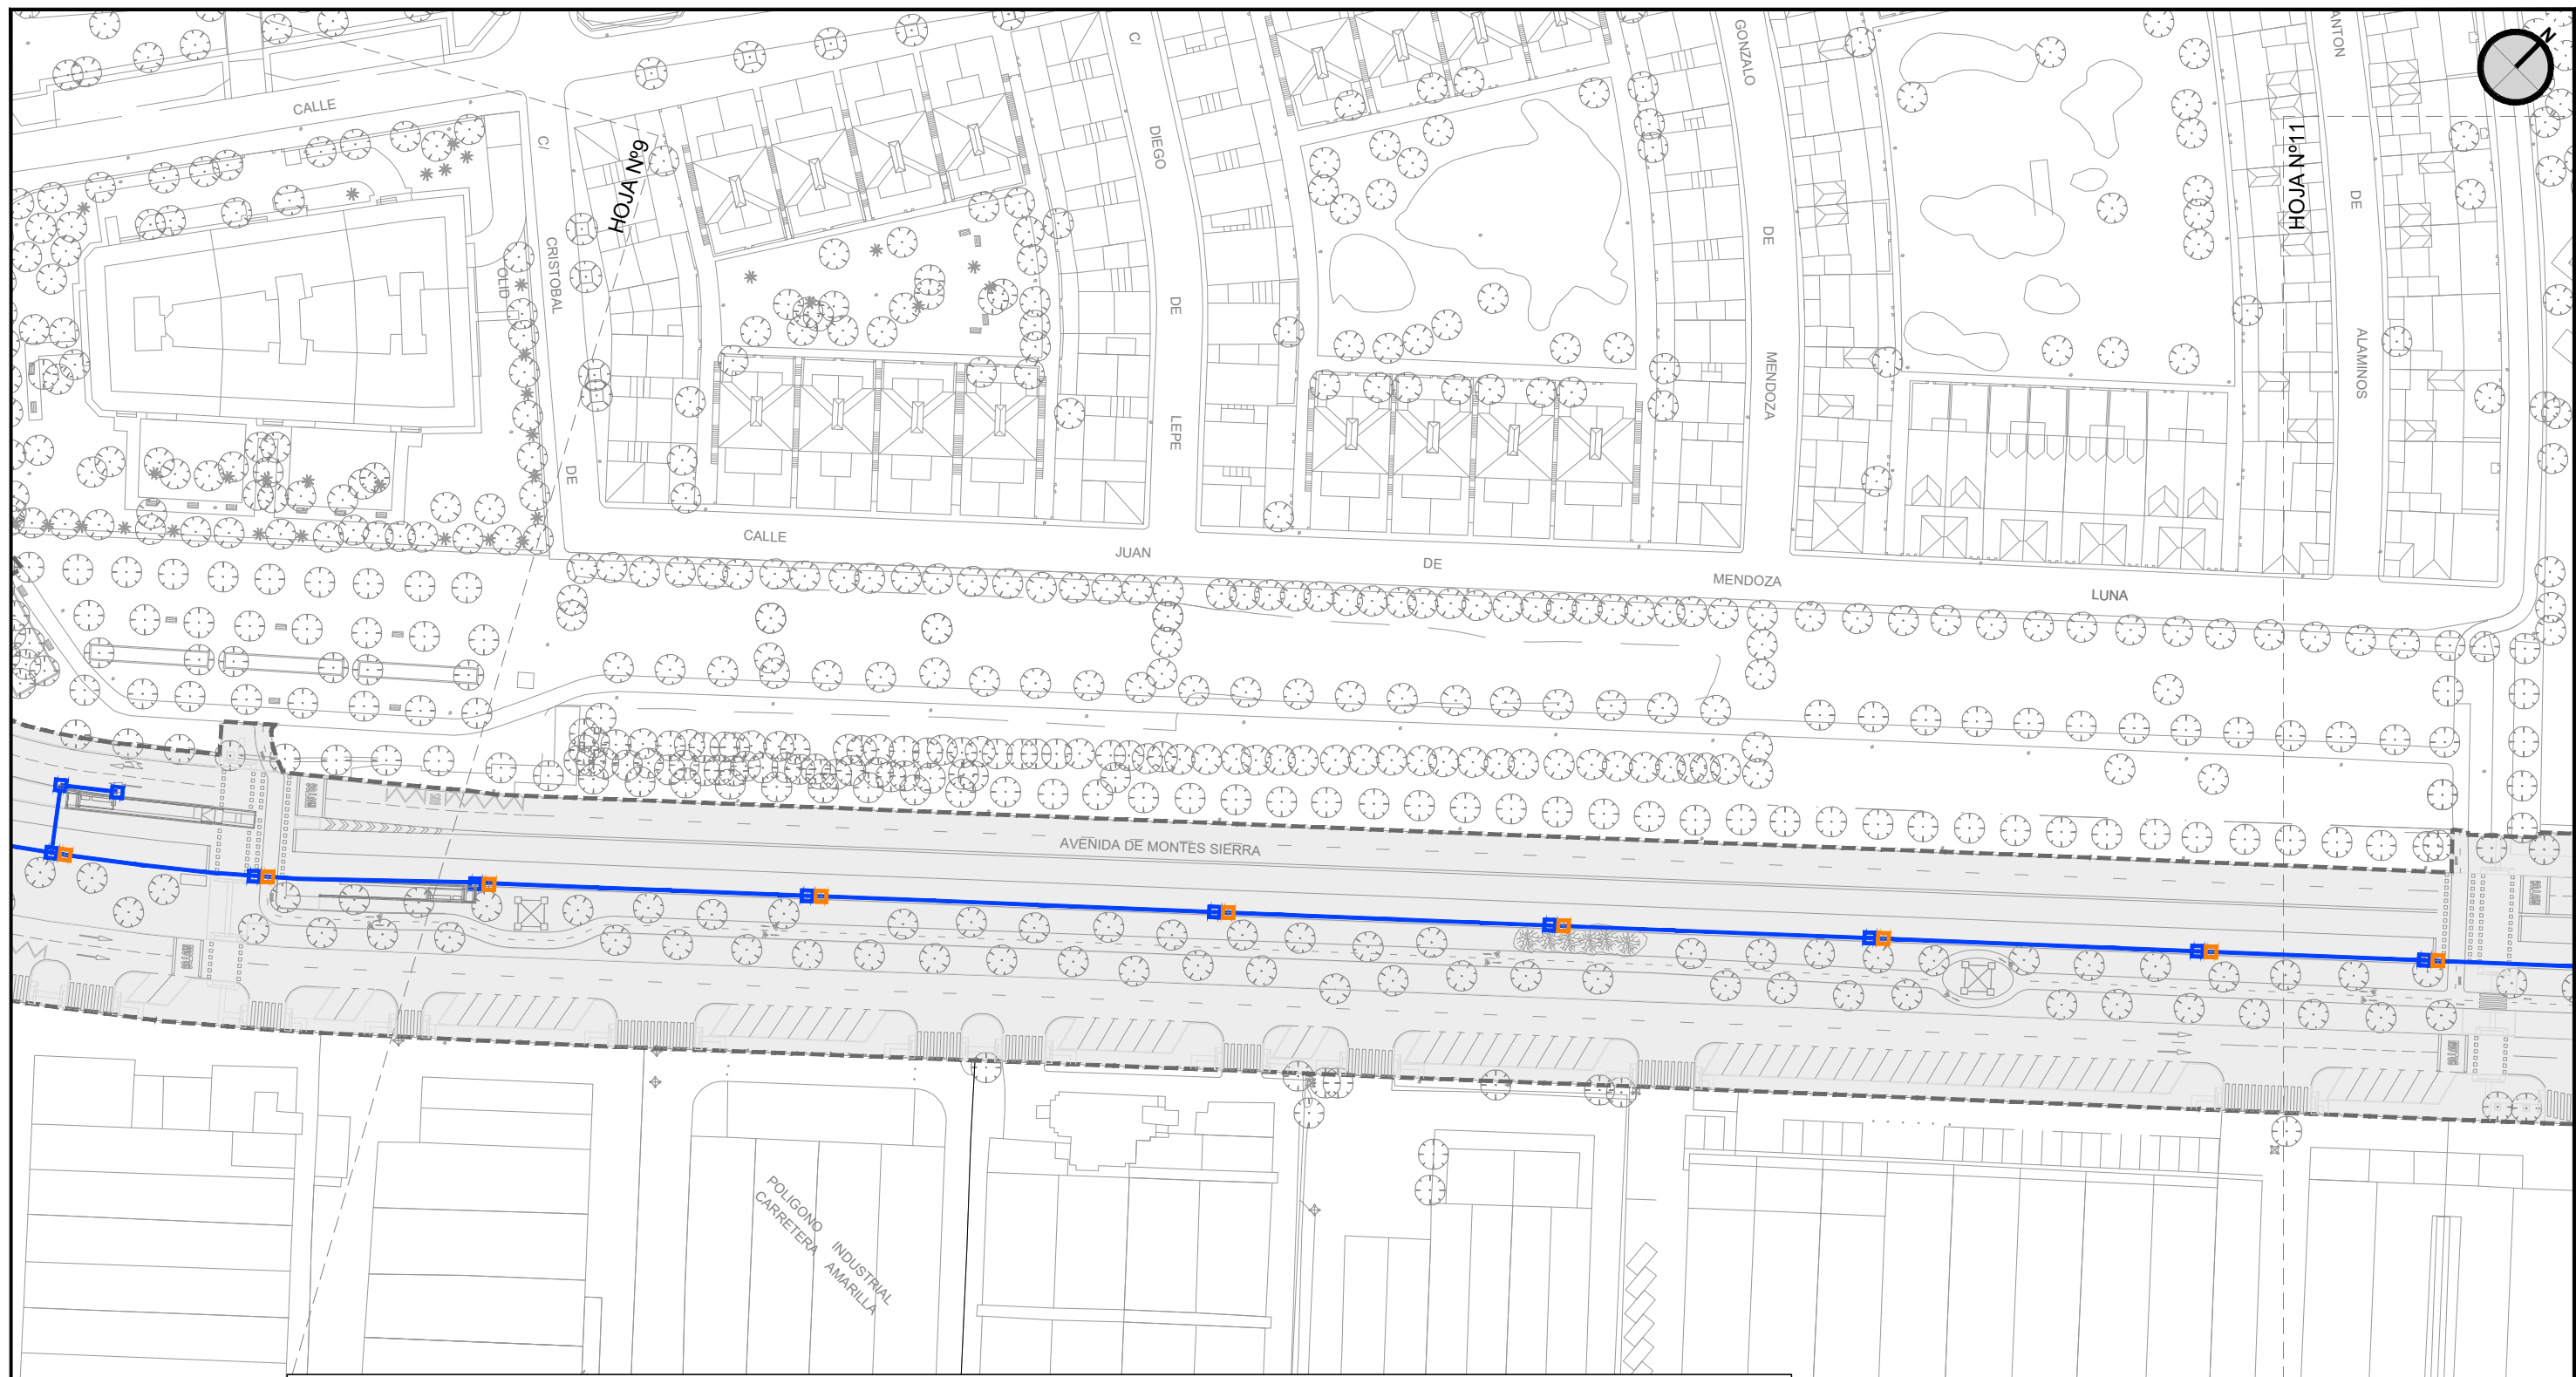 CALLE
OLID
C/
CRISTOBAL
DE
HOJA Nº9
C/
DIEGO
DE
LEPE
GONZALO
DE
MENDOZA
ANTON
DE
ALAMINOS
HOJA Nº11
N
CALLE
JUAN
DE
MENDOZA
LUNA
AVENIDA DE MONTES SIERRA
BUS
POLIGONO INDUSTRIAL
CARRETERA AMARILLA